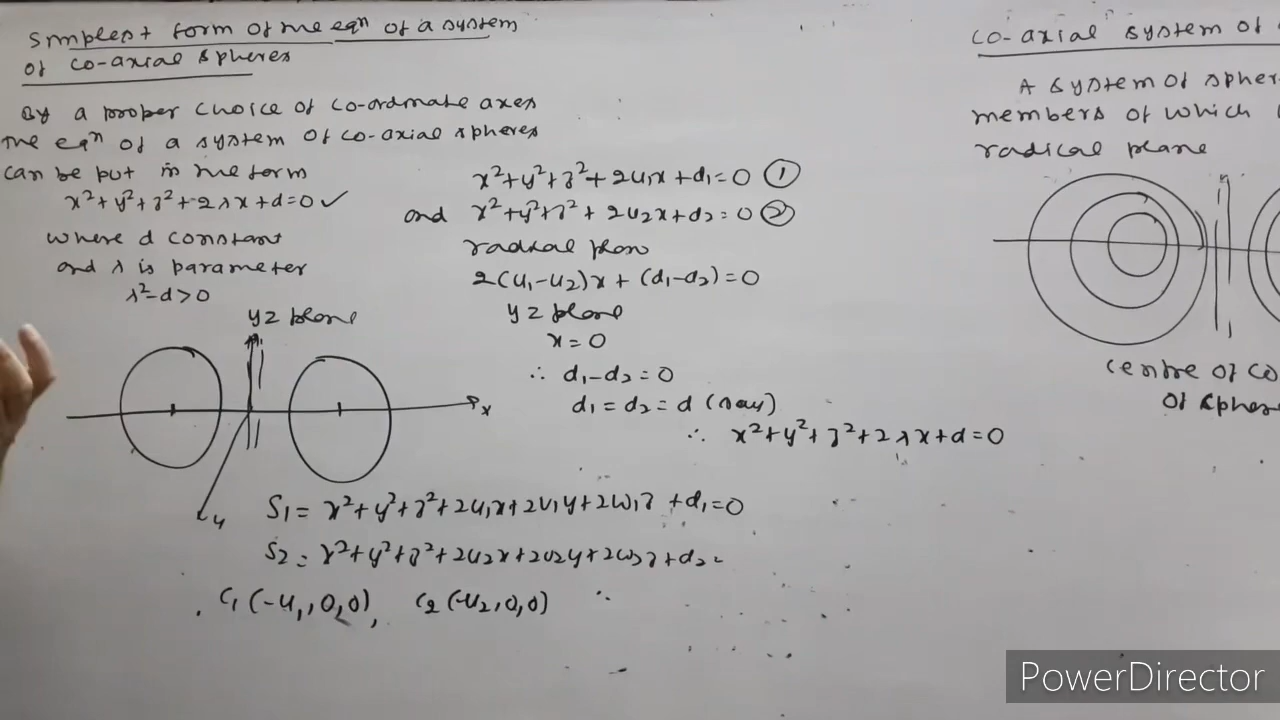 Simplest form of the eqn of a system
of co-axial spheres
By a proper choice of co-ordinate axes
The eqn of a system of co-axial spheres
can be put in the form
x²+y²+z²+2λx+d=0 ✓
where d constant
and λ is parameter
λ²-d>0
yz plane
x
y
x²+y²+z²+2u₁x+d₁=0 ①
and x²+y²+z²+2u₂x+d₂=0 ②
radical plan
2(u₁-u₂)x+(d₁-d₂)=0
yz plane
x=0
∴ d₁-d₂=0
d₁=d₂=d (say)
∴ x²+y²+z²+2λx+d=0
S₁= x²+y²+z²+2u₁x+2v₁y+2w₁z+d₁=0
S₂= x²+y²+z²+2u₂x+2v₂y+2w₂z+d₂=
C₁(-u₁,0,0), C₂(-u₂,0,0) ∴
co-axial system of
A system of spher
members of which
radical plane
centre of co
of spher
PowerDirector